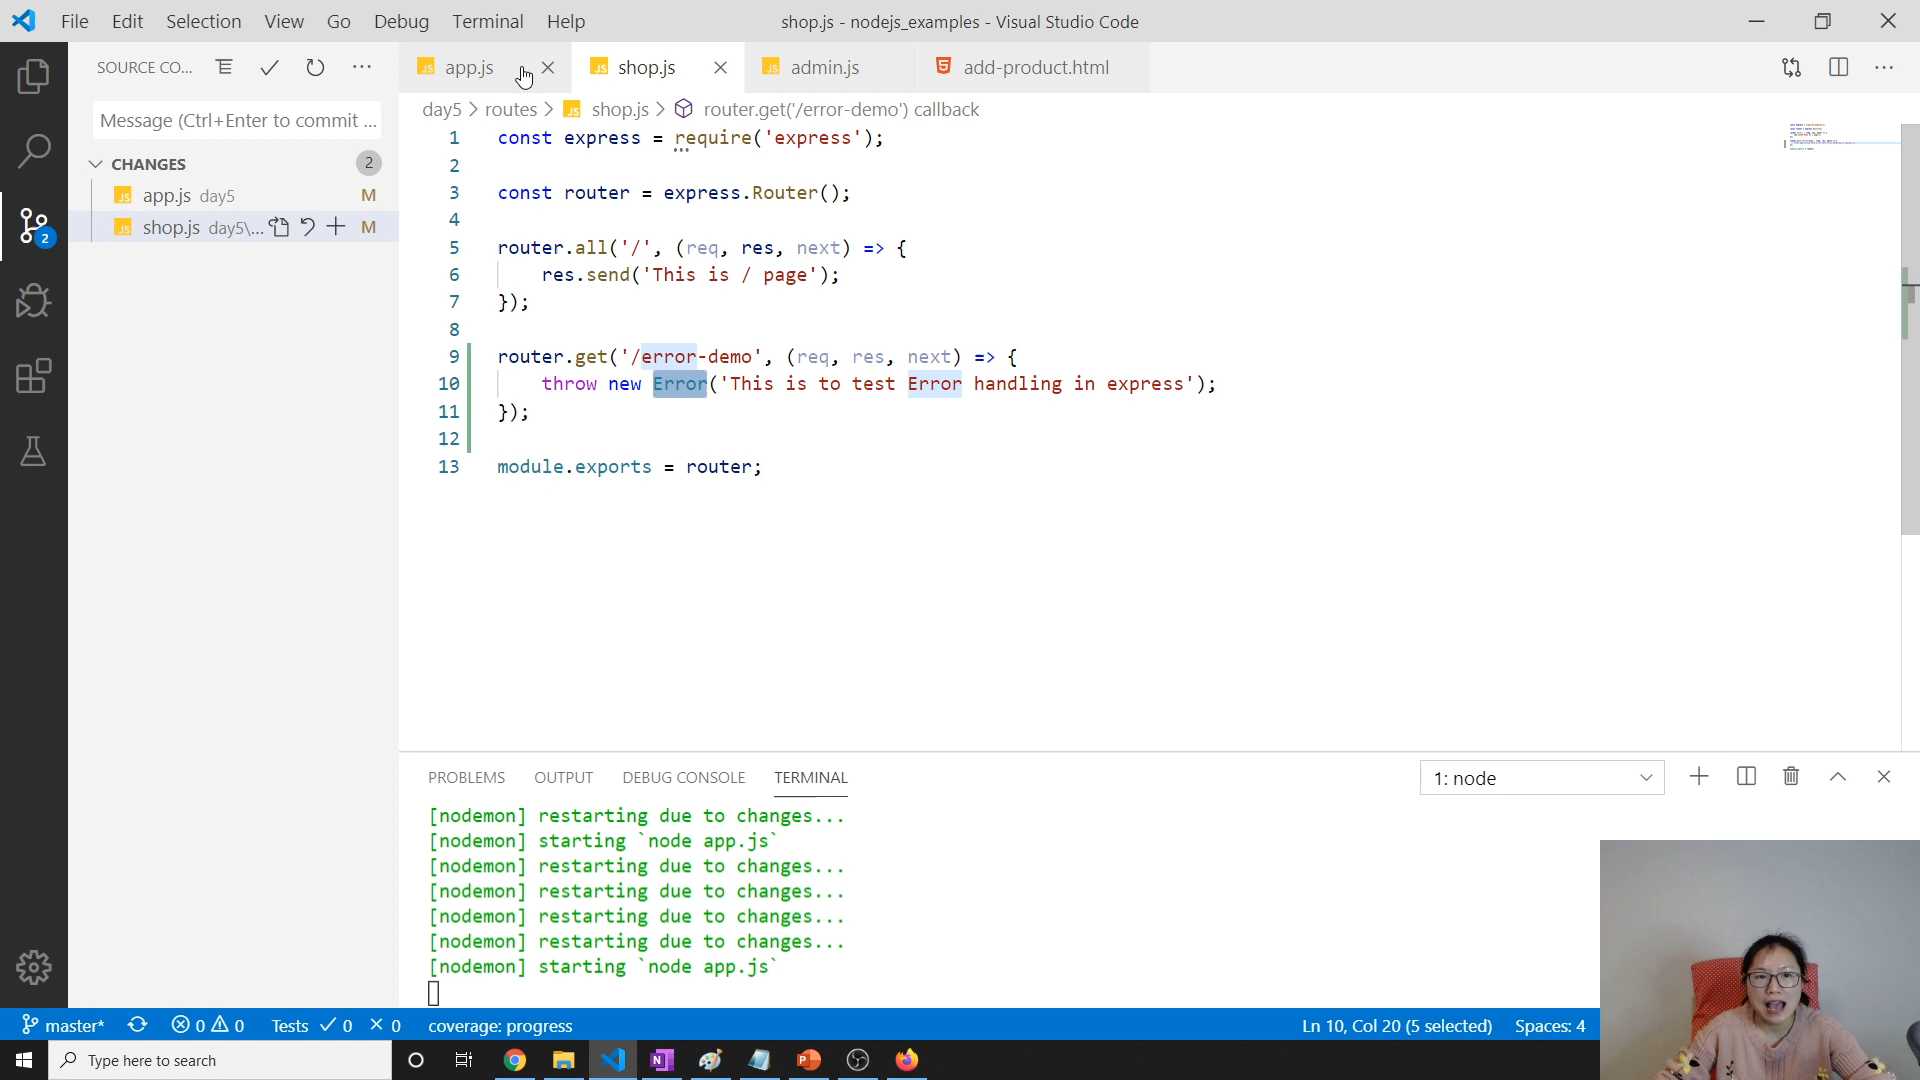 File Edit Selection View Go Debug Terminal Help
shop.js - nodejs_examples - Visual Studio Code
SOURCE CO...
JS app.js
JS shop.js
JS admin.js
5 add-product.html
Message (Ctrl+Enter to commit ...
CHANGES 2
JS app.js day5 M
JS shop.js day5\... M
2
day5 > routes > JS shop.js > router.get('/error-demo') callback
1 const express = require('express');
2
3 const router = express.Router();
4
5 router.all('/', (req, res, next) => {
6 res.send('This is / page');
7 });
8
9 router.get('/error-demo', (req, res, next) => {
10 throw new Error('This is to test Error handling in express');
11 });
12
13 module.exports = router;
PROBLEMS OUTPUT DEBUG CONSOLE TERMINAL
1: node
[nodemon] restarting due to changes...
[nodemon] starting `node app.js`
[nodemon] restarting due to changes...
[nodemon] restarting due to changes...
[nodemon] restarting due to changes...
[nodemon] restarting due to changes...
[nodemon] starting `node app.js`
master* 0 0 Tests ✓ 0 × 0 coverage: progress
Ln 10, Col 20 (5 selected) Spaces: 4
Type here to search